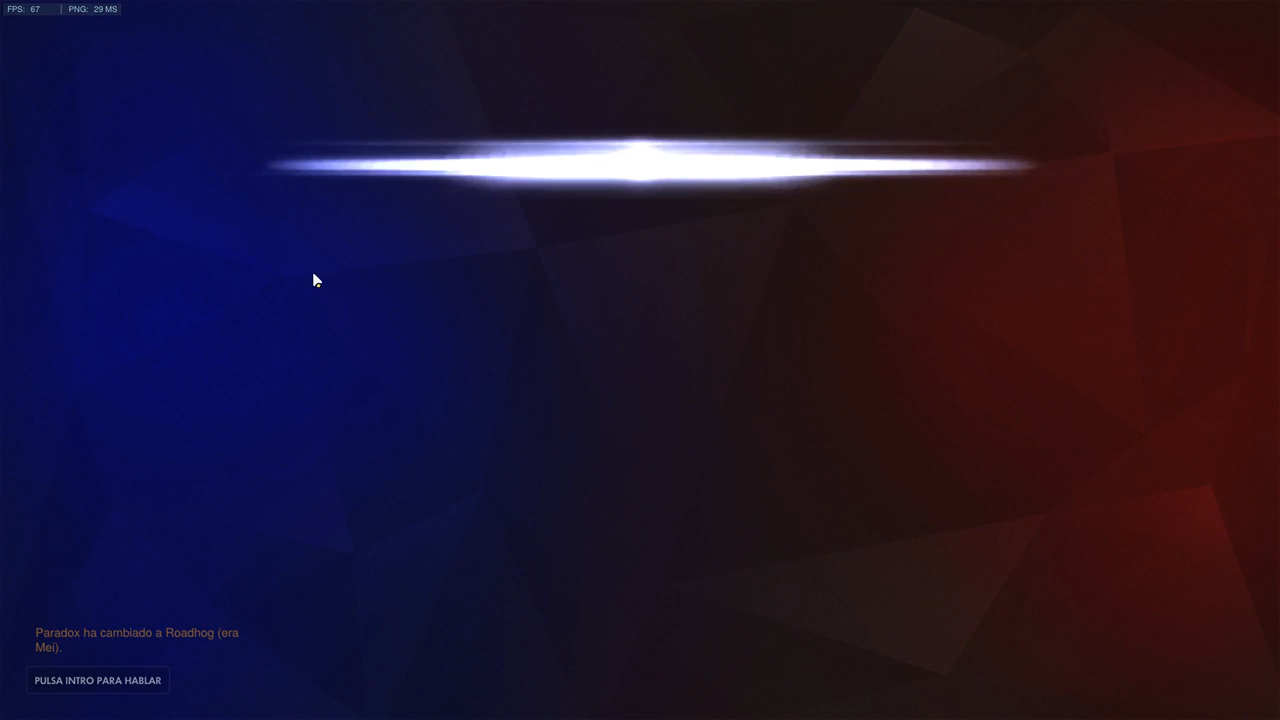 FPS: 67 | PNG: 29 MS
Paradox ha cambiado a Roadhog (era
Mei).
PULSA INTRO PARA HABLAR